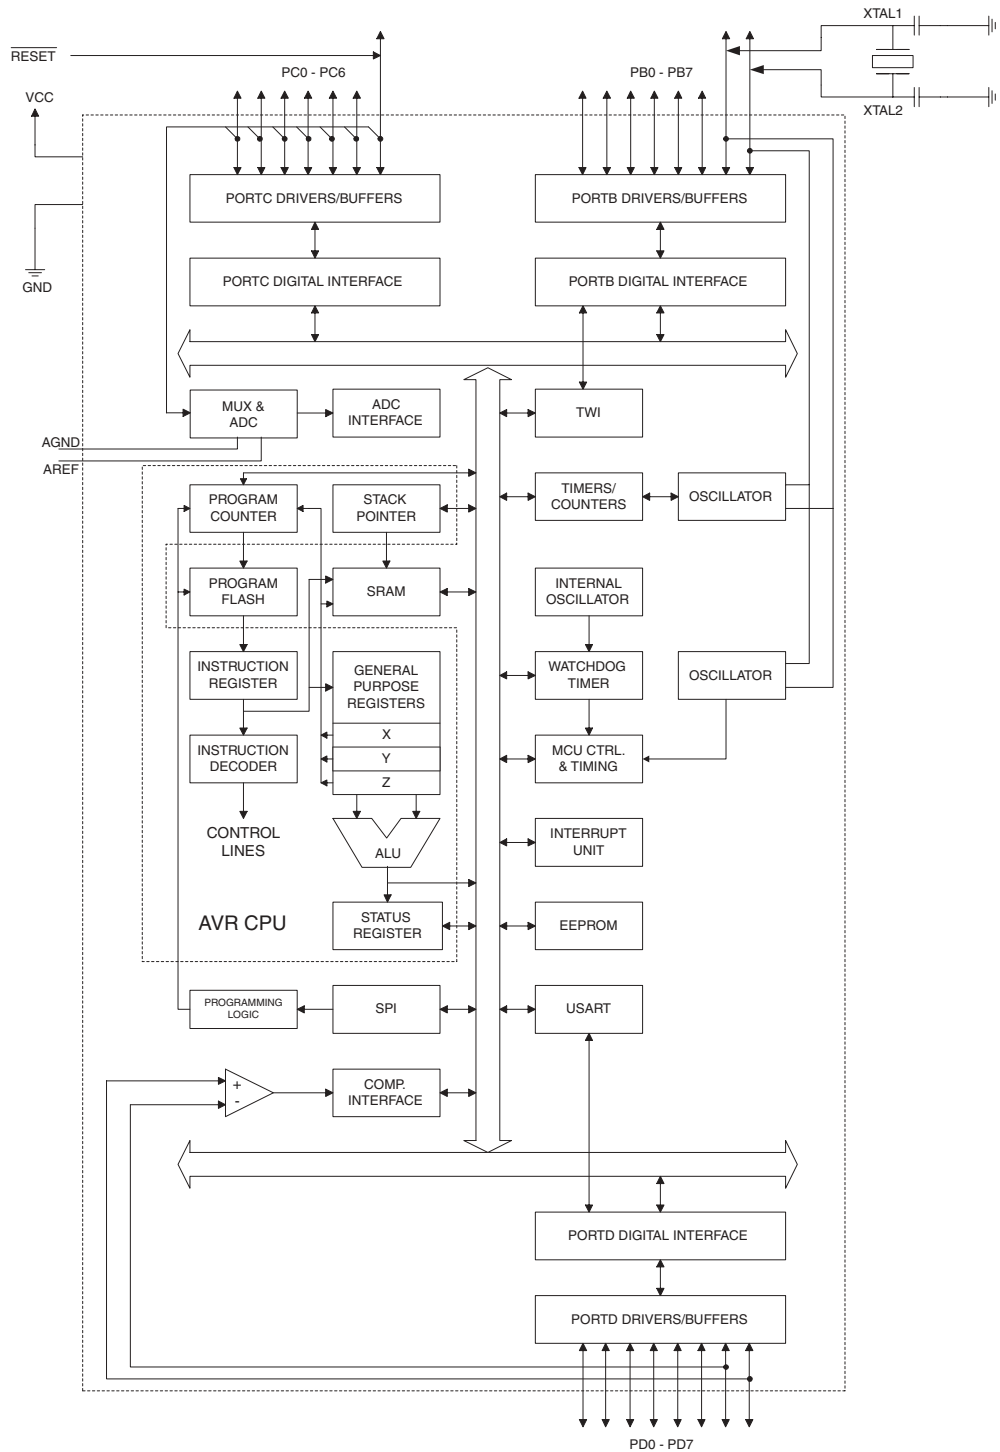 XTAL1
RESET
PC0 - PC6
PB0 - PB7
VCC
XTAL2
PORTC DRIVERS/BUFFERS
PORTB DRIVERS/BUFFERS
PORTC DIGITAL INTERFACE
PORTB DIGITAL INTERFACE
GND
MUX &
ADC
ADC
INTERFACE
TWI
AGND
AREF
PROGRAM
COUNTER
STACK
POINTER
TIMERS/
COUNTERS
OSCILLATOR
PROGRAM
FLASH
SRAM
INTERNAL
OSCILLATOR
INSTRUCTION
REGISTER
GENERAL
PURPOSE
REGISTERS
WATCHDOG
TIMER
OSCILLATOR
X
INSTRUCTION
DECODER
Y
MCU CTRL.
& TIMING
Z
CONTROL
LINES
ALU
INTERRUPT
UNIT
AVR CPU
STATUS
REGISTER
EEPROM
PROGRAMMING
LOGIC
SPI
USART
+
-
COMP.
INTERFACE
PORTD DIGITAL INTERFACE
PORTD DRIVERS/BUFFERS
PD0 - PD7